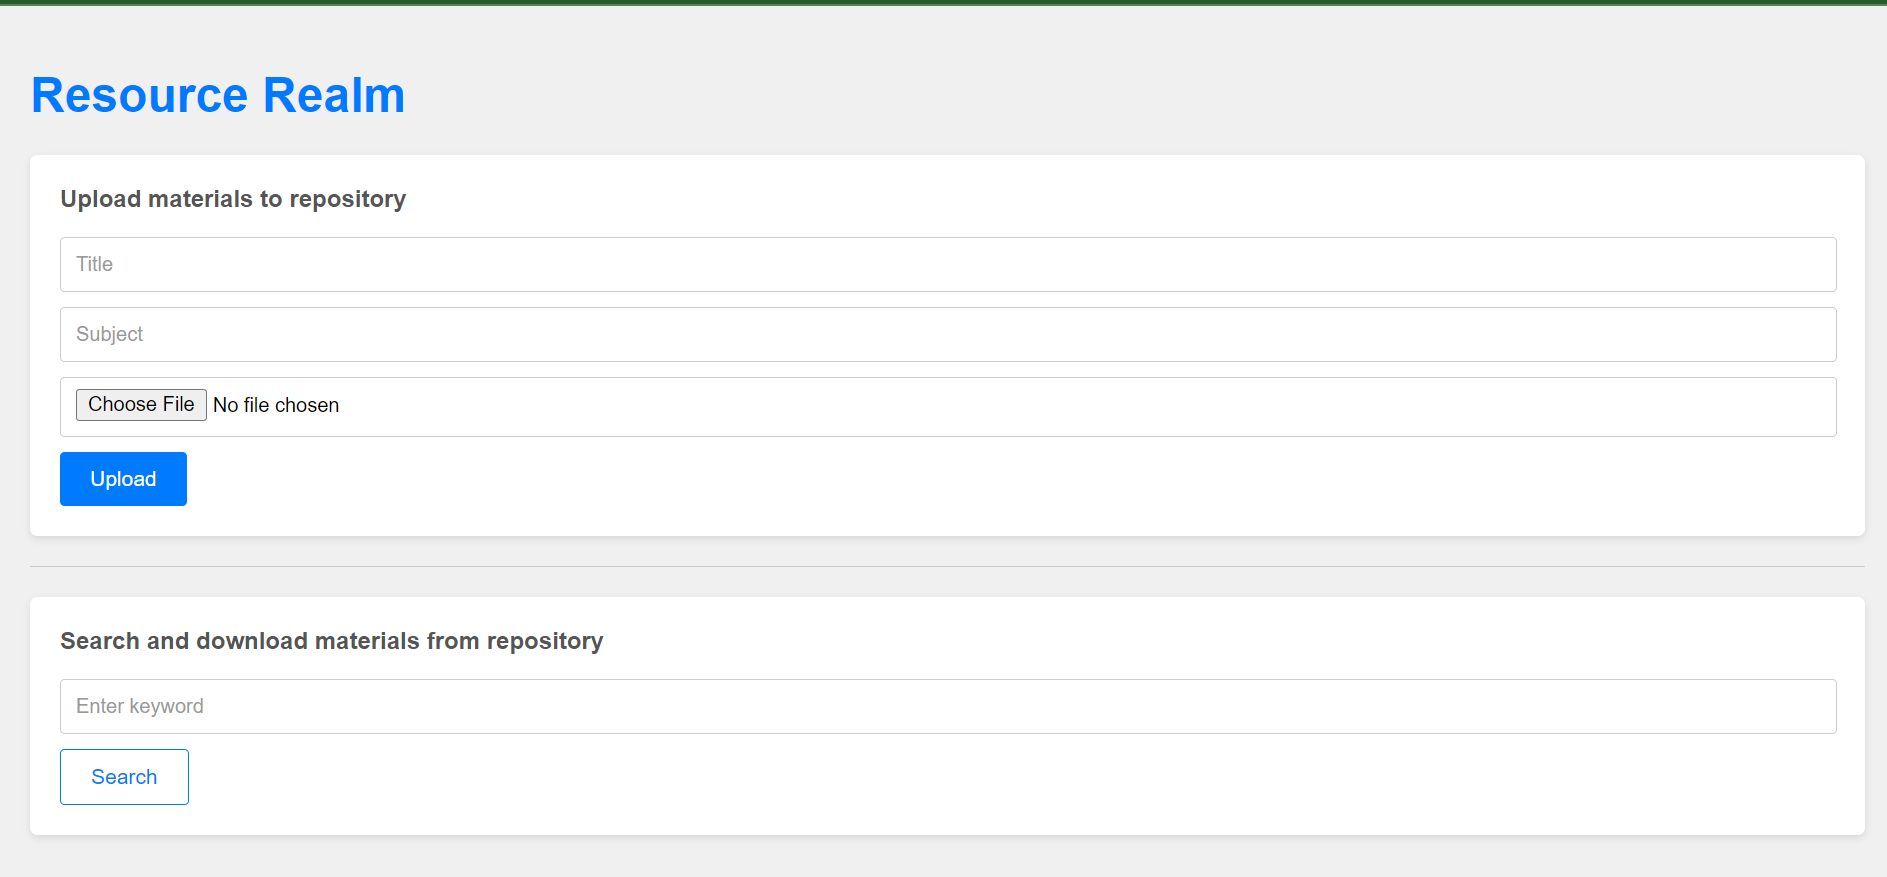 Resource Realm
Upload materials to repository
Title
Subject
Choose File No file chosen
Upload
Search and download materials from repository
Enter keyword
Search